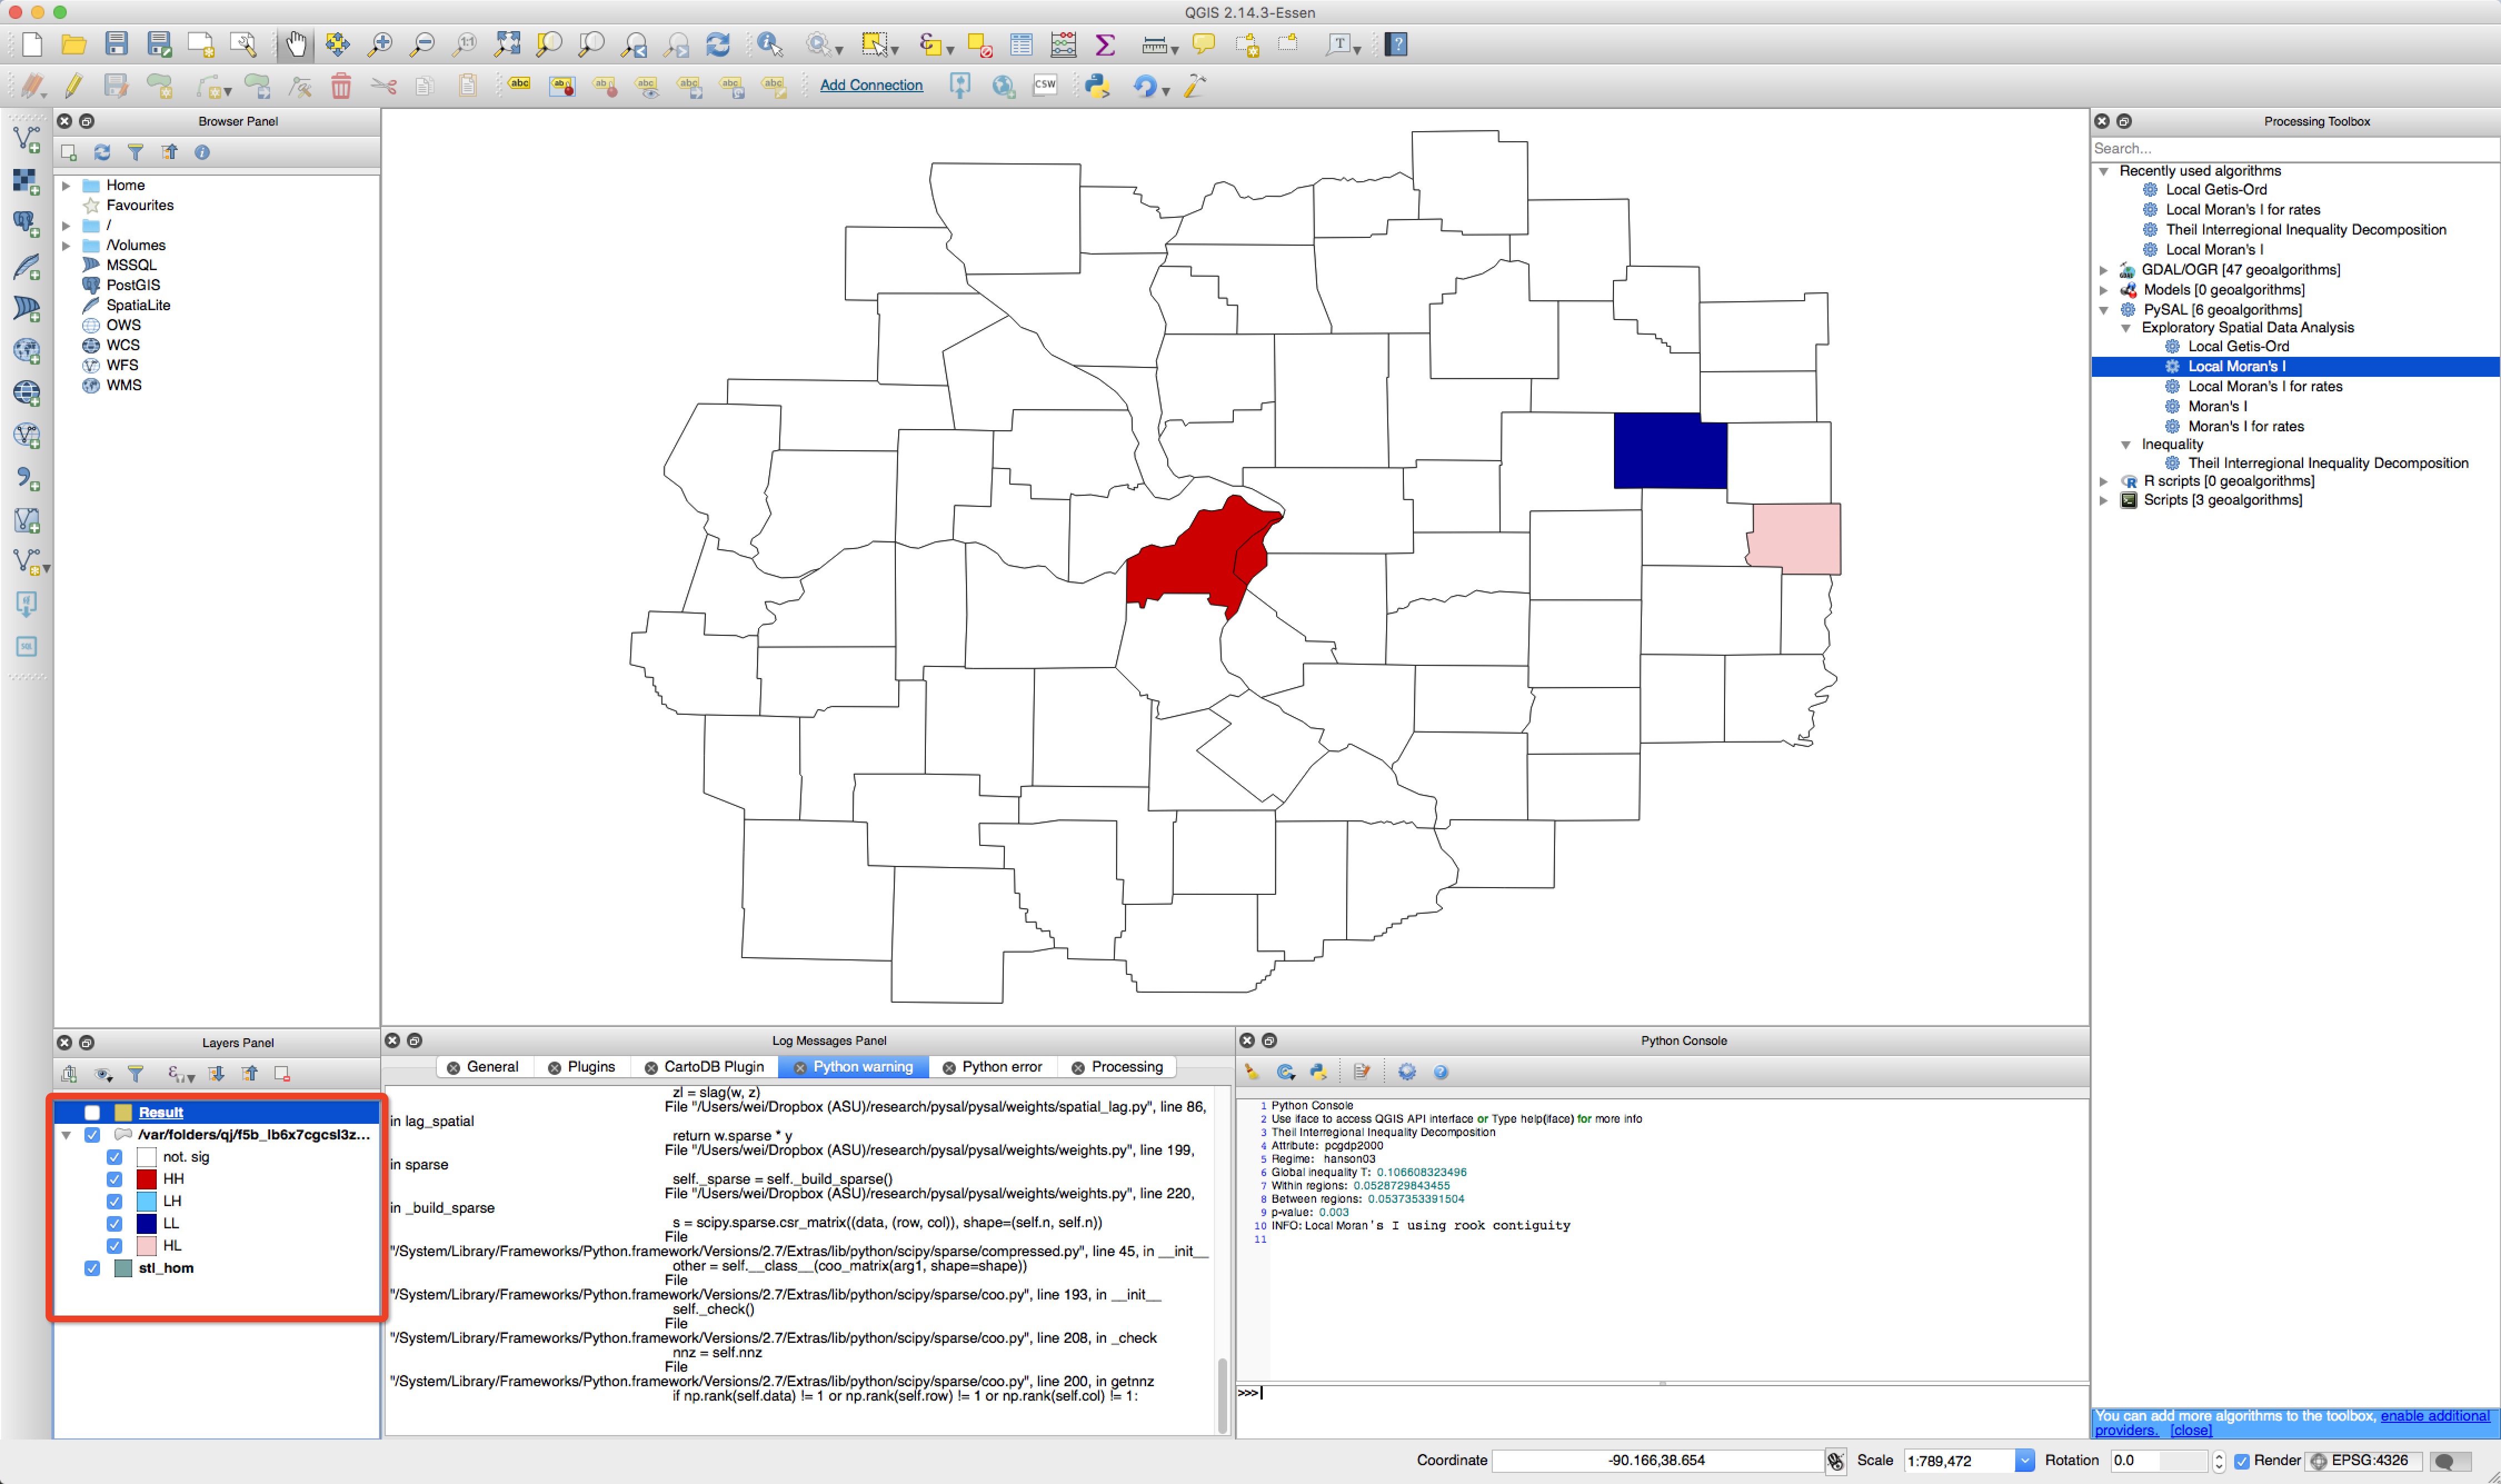 QGIS 2.14.3-Essen
Add Connection
CSW
Browser Panel
Home
Favourites
/
/Volumes
MSSQL
PostGIS
SpatiaLite
OWS
WCS
WFS
WMS
Processing Toolbox
Search...
Recently used algorithms
Local Getis-Ord
Local Moran's I for rates
Theil Interregional Inequality Decomposition
Local Moran's I
GDAL/OGR [47 geoalgorithms]
Models [0 geoalgorithms]
PySAL [6 geoalgorithms]
Exploratory Spatial Data Analysis
Local Getis-Ord
Local Moran's I
Local Moran's I for rates
Moran's I
Moran's I for rates
Inequality
Theil Interregional Inequality Decomposition
R scripts [0 geoalgorithms]
Scripts [3 geoalgorithms]
You can add more algorithms to the toolbox, enable additional
providers. [close]
Layers Panel
Result
/var/folders/qj/f5b_lb6x7cgcsl3z...
not. sig
HH
LH
LL
HL
stl_hom
Log Messages Panel
General Plugins CartoDB Plugin Python warning Python error Processing
zl = slag(w, z)
File "/Users/wei/Dropbox (ASU)/research/pysal/pysal/weights/spatial_lag.py", line 86,
in lag_spatial
return w.sparse * y
File "/Users/wei/Dropbox (ASU)/research/pysal/pysal/weights/weights.py", line 199,
in sparse
self._sparse = self._build_sparse()
File "/Users/wei/Dropbox (ASU)/research/pysal/pysal/weights/weights.py", line 220,
in _build_sparse
s = scipy.sparse.csr_matrix((data, (row, col)), shape=(self.n, self.n))
File
"/System/Library/Frameworks/Python.framework/Versions/2.7/Extras/lib/python/scipy/sparse/compressed.py", line 45, in __init__
other = self.__class__(coo_matrix(arg1, shape=shape))
File
"/System/Library/Frameworks/Python.framework/Versions/2.7/Extras/lib/python/scipy/sparse/coo.py", line 193, in __init__
self._check()
File
"/System/Library/Frameworks/Python.framework/Versions/2.7/Extras/lib/python/scipy/sparse/coo.py", line 208, in _check
nnz = self.nnz
File
"/System/Library/Frameworks/Python.framework/Versions/2.7/Extras/lib/python/scipy/sparse/coo.py", line 200, in getnnz
if np.rank(self.data) != 1 or np.rank(self.row) != 1 or np.rank(self.col) != 1:
Python Console
1 Python Console
2 Use iface to access QGIS API interface or Type help(iface) for more info
3 Theil Interregional Inequality Decomposition
4 Attribute: pcgdp2000
5 Regime: hanson03
6 Global inequality T: 0.106608323496
7 Within regions: 0.0528729843455
8 Between regions: 0.0537353391504
9 p-value: 0.003
10 INFO: Local Moran's I using rook contiguity
11
>>>
Coordinate -90.166,38.654 Scale 1:789,472 Rotation 0.0 Render EPSG:4326